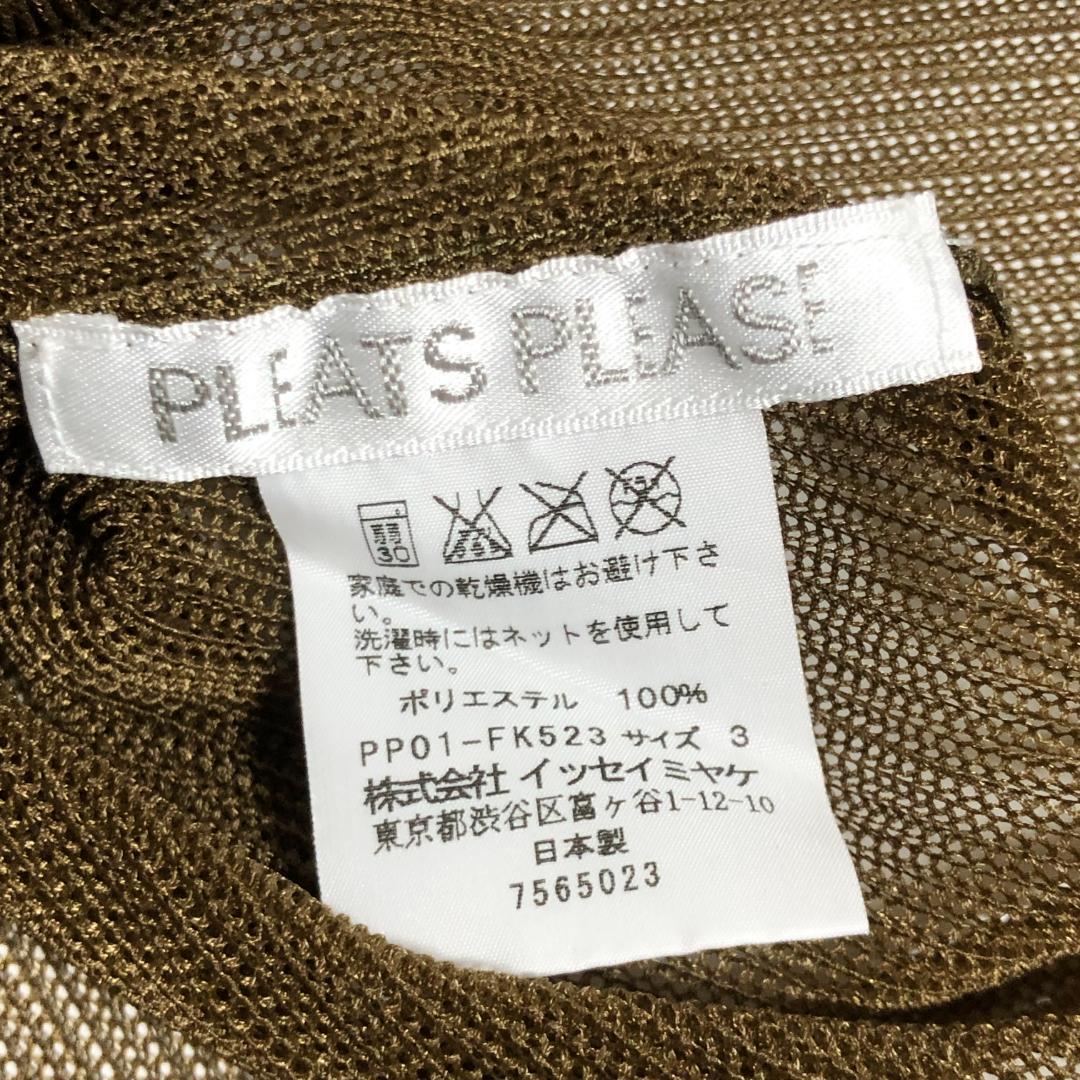 PLEATS PLEASE
弱
30
家庭での乾燥機はお避け下さ
い。
洗濯時にはネットを使用して
下さい。
ポリエステル 100%
PP01-FK523 サイズ 3
株式会社 イッセイミヤケ
東京都渋谷区富ヶ谷1-12-10
日本製
7565023